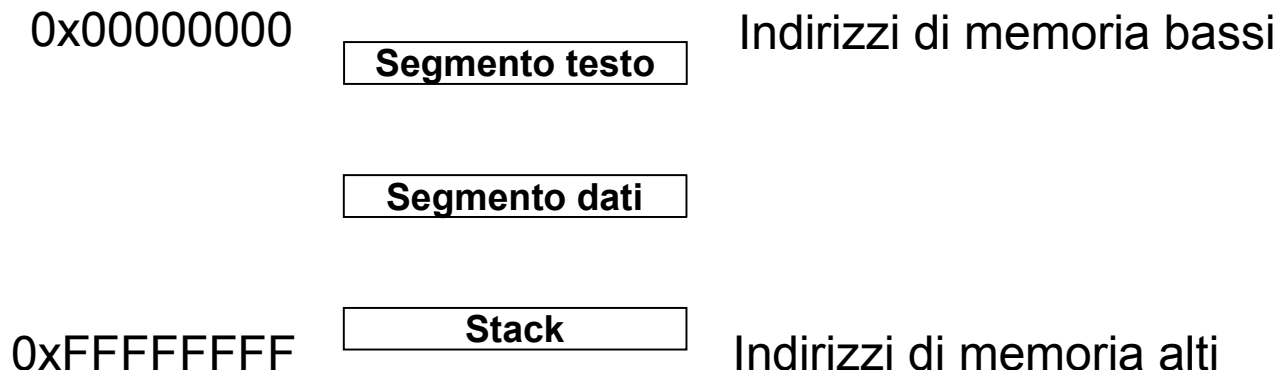 0x00000000
Indirizzi di memoria bassi
Segmento testo
Segmento dati
Stack
0xFFFFFFFF
Indirizzi di memoria alti